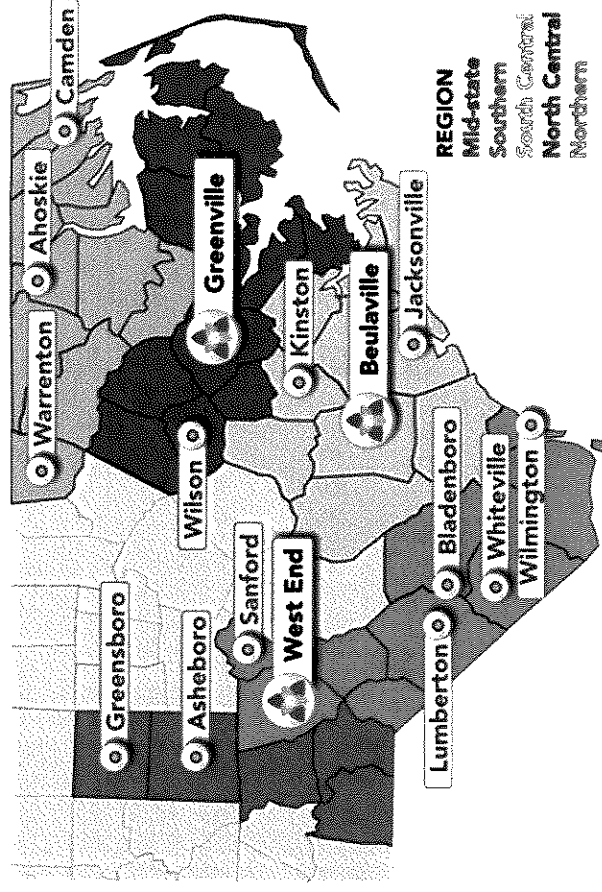 Warrenton
Ahoskie
Camden
Greensboro
Wilson
Greenville
Asheboro
Sanford
Kinston
West End
Beulaville
Jacksonville
Lumberton
Bladenboro
Whiteville
Wilmington
REGION
Mid-state
Southern
South Central
North Central
Northern